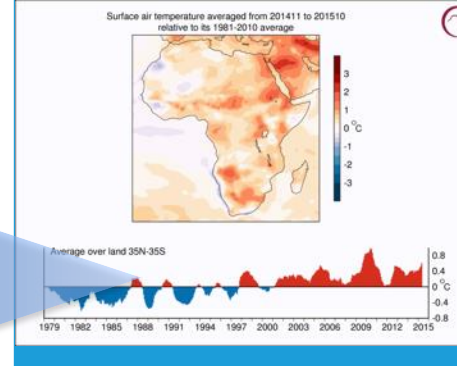 Surface air temperature averaged from 201411 to 201510
relative to its 1981-2010 average
3
2
1
0 °C
-1
-2
-3
Average over land 35N-35S
0.8
0.4
0 °C
-0.4
-0.8
1979 1982 1985 1988 1991 1994 1997 2000 2003 2006 2009 2012 2015